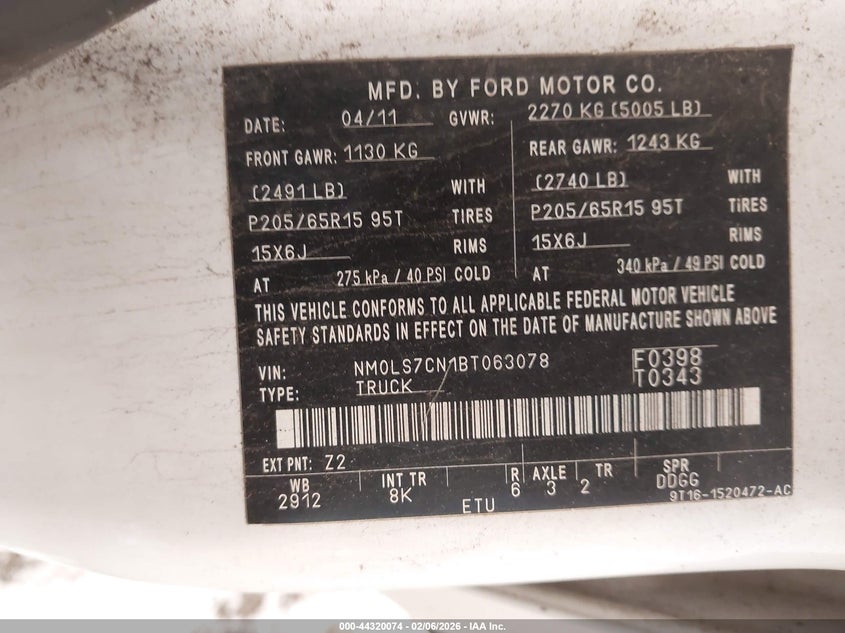 MFD. BY FORD MOTOR CO.
DATE: 04/11 GVWR: 2270 KG (5005 LB)
FRONT GAWR: 1130 KG REAR GAWR: 1243 KG
(2491 LB) WITH (2740 LB) WITH
P205/65R15 95T TIRES P205/65R15 95T TIRES
15X6J RIMS 15X6J RIMS
AT 275 kPa / 40 PSI COLD AT 340 kPa / 49 PSI COLD
THIS VEHICLE CONFORMS TO ALL APPLICABLE FEDERAL MOTOR VEHICLE
SAFETY STANDARDS IN EFFECT ON THE DATE OF MANUFACTURE SHOWN ABOVE
VIN: NM0LS7CN1BT063078 F0398
TYPE: TRUCK T0343
EXT PNT: Z2
WB INT TR R AXLE TR SPR
2912 8K 6 3 2 DDGG
ETU 9T16-1520472-AC
000-44320074 - 02/06/2026 - IAA Inc.